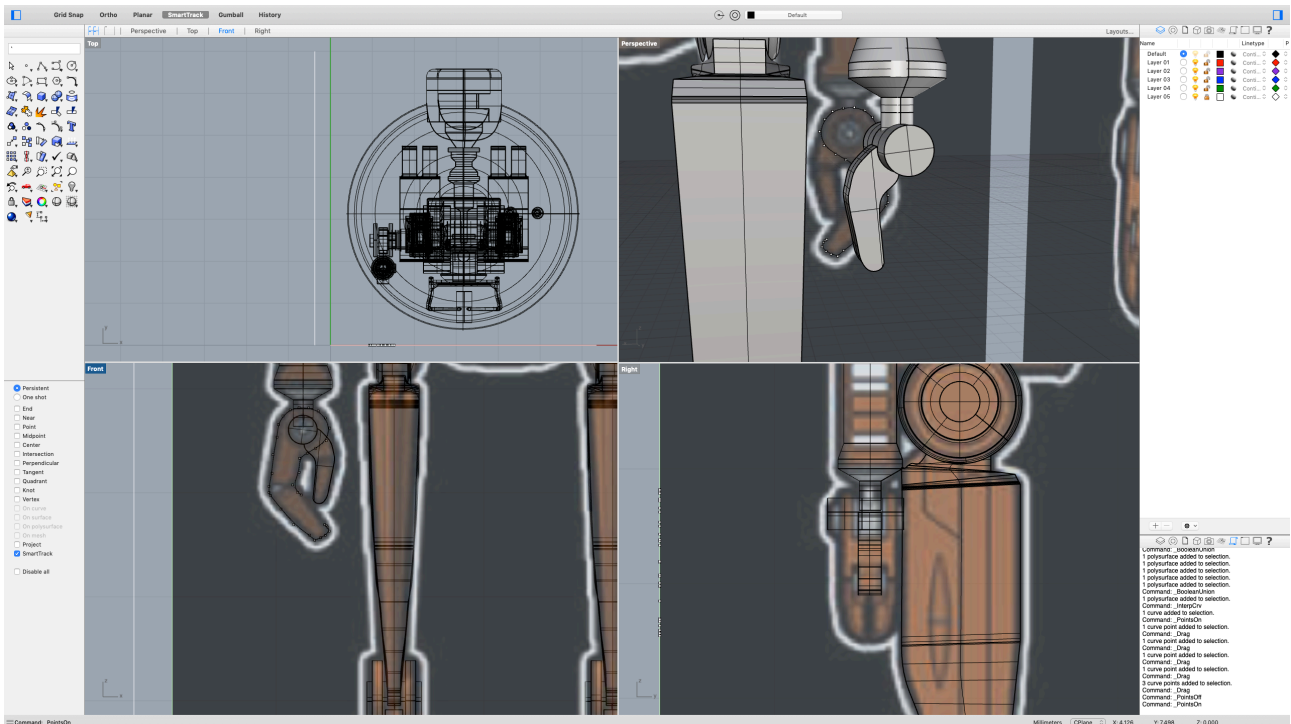 Grid Snap Ortho Planar SmartTrack Gumball History
Default
Perspective Top Front Right
Layouts...
Top
Perspective
Front
Right
Persistent
One shot
End
Near
Point
Midpoint
Center
Intersection
Perpendicular
Tangent
Quadrant
Knot
Vertex
On curve
On surface
On polysurface
On mesh
Project
SmartTrack
Disable all
Name Linetype P
Default Conti...
Layer 01 Conti...
Layer 02 Conti...
Layer 03 Conti...
Layer 04 Conti...
Layer 05 Conti...
Command: _BooleanUnion
1 polysurface added to selection.
1 polysurface added to selection.
1 polysurface added to selection.
1 polysurface added to selection.
Command: _BooleanUnion
1 polysurface added to selection.
Command: _InterpCrv
1 curve added to selection.
Command: _PointsOn
1 curve point added to selection.
Command: _Drag
1 curve point added to selection.
Command: _Drag
1 curve point added to selection.
Command: _Drag
1 curve point added to selection.
Command: _Drag
3 curve points added to selection.
Command: _Drag
Command: _PointsOff
Command: _PointsOn
Command: _PointsOn
Millimeters CPlane X: 4.126 Y: 7.498 Z: 0.000